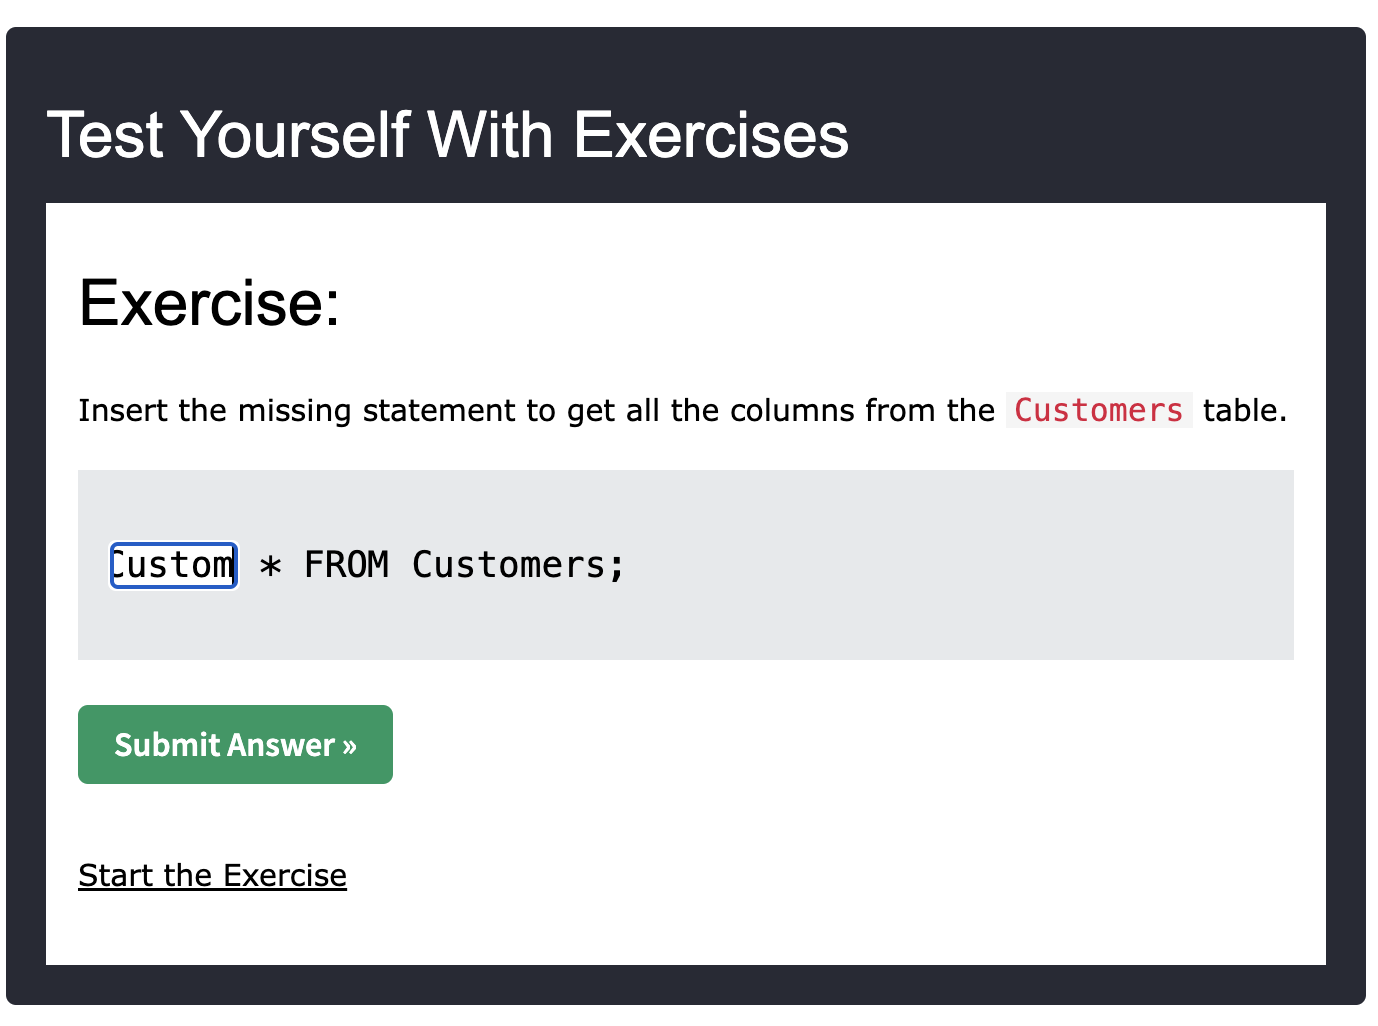 Test Yourself With Exercises
Exercise:
Insert the missing statement to get all the columns from the Customers table.
Custom * FROM Customers;
Submit Answer »
Start the Exercise